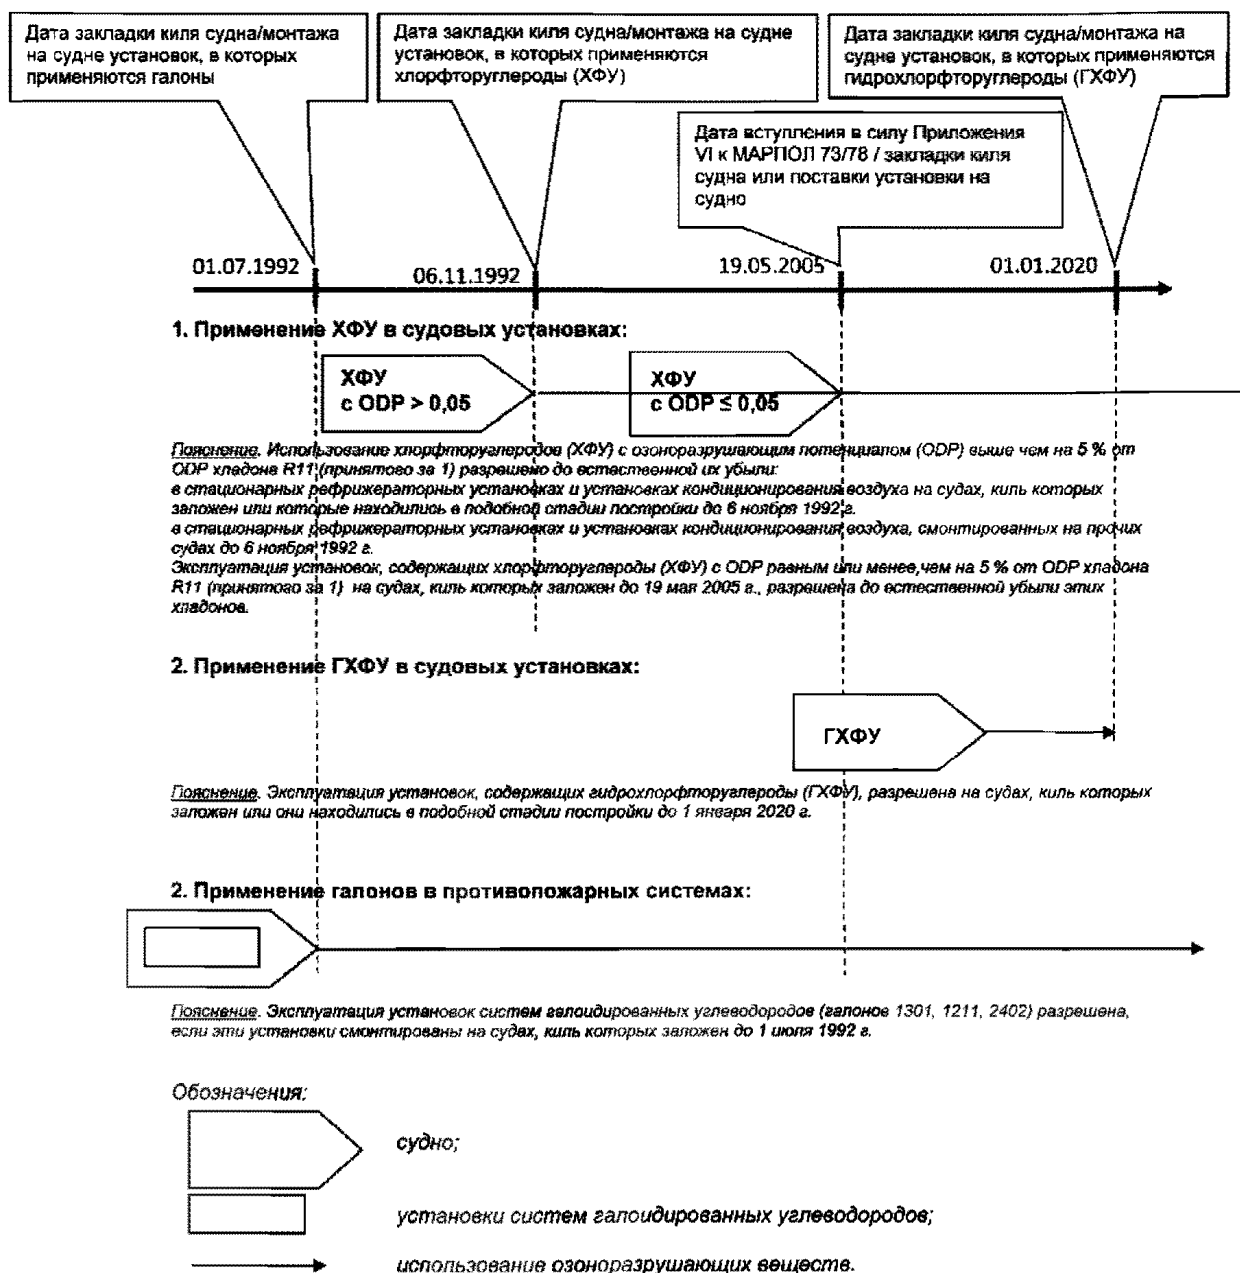 Дата закладки киля судна/монтажа
на судне установок, в которых
применяются галоны
Дата закладки киля судна/монтажа на судне
установок, в которых применяются
хлорфторуглероды (ХФУ)
Дата закладки киля судна/монтажа на
судне установок, в которых применяются
гидрохлорфторуглероды (ГХФУ)
Дата вступления в силу Приложения
VI к МАРПОЛ 73/78 / закладки киля
судна или поставки установки на
судно
01.07.1992
06.11.1992
19.05.2005
01.01.2020
1. Применение ХФУ в судовых установках:
ХФУ
с ODP > 0,05
ХФУ
с ODP ≤ 0,05
Пояснение. Использование хлорфторуглеродов (ХФУ) с озоноразрушающим потенциалом (ODP) выше чем на 5 % от
ODP хладона R11 (принятого за 1) разрешено до естественной их убыли:
в стационарных рефрижераторных установках и установках кондиционирования воздуха на судах, киль которых
заложен или которые находились в подобной стадии постройки до 6 ноября 1992 г.
в стационарных рефрижераторных установках и установках кондиционирования воздуха, смонтированных на прочих
судах до 6 ноября 1992 г.
Эксплуатация установок, содержащих хлорфторуглероды (ХФУ) с ODP равным или менее,чем на 5 % от ODP хладона
R11 (принятого за 1) на судах, киль которых заложен до 19 мая 2005 г., разрешена до естественной убыли этих
хладонов.
2. Применение ГХФУ в судовых установках:
ГХФУ
Пояснение. Эксплуатация установок, содержащих гидрохлорфторуглероды (ГХФУ), разрешена на судах, киль которых
заложен или они находились в подобной стадии постройки до 1 января 2020 г.
2. Применение галонов в противопожарных системах:
Пояснение. Эксплуатация установок систем галоидированных углеводородов (галонов 1301, 1211, 2402) разрешена,
если эти установки смонтированы на судах, киль которых заложен до 1 июля 1992 г.
Обозначения:
судно;
установки систем галоидированных углеводородов;
использование озоноразрушающих веществ.